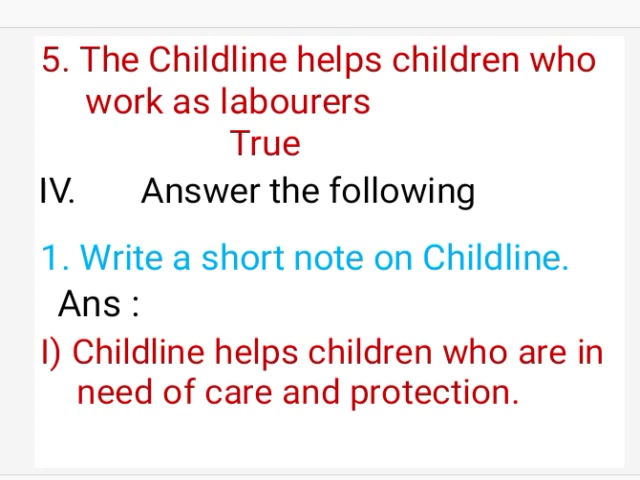 5. The Childline helps children who
work as labourers
True
IV. Answer the following
1. Write a short note on Childline.
Ans :
I) Childline helps children who are in
need of care and protection.